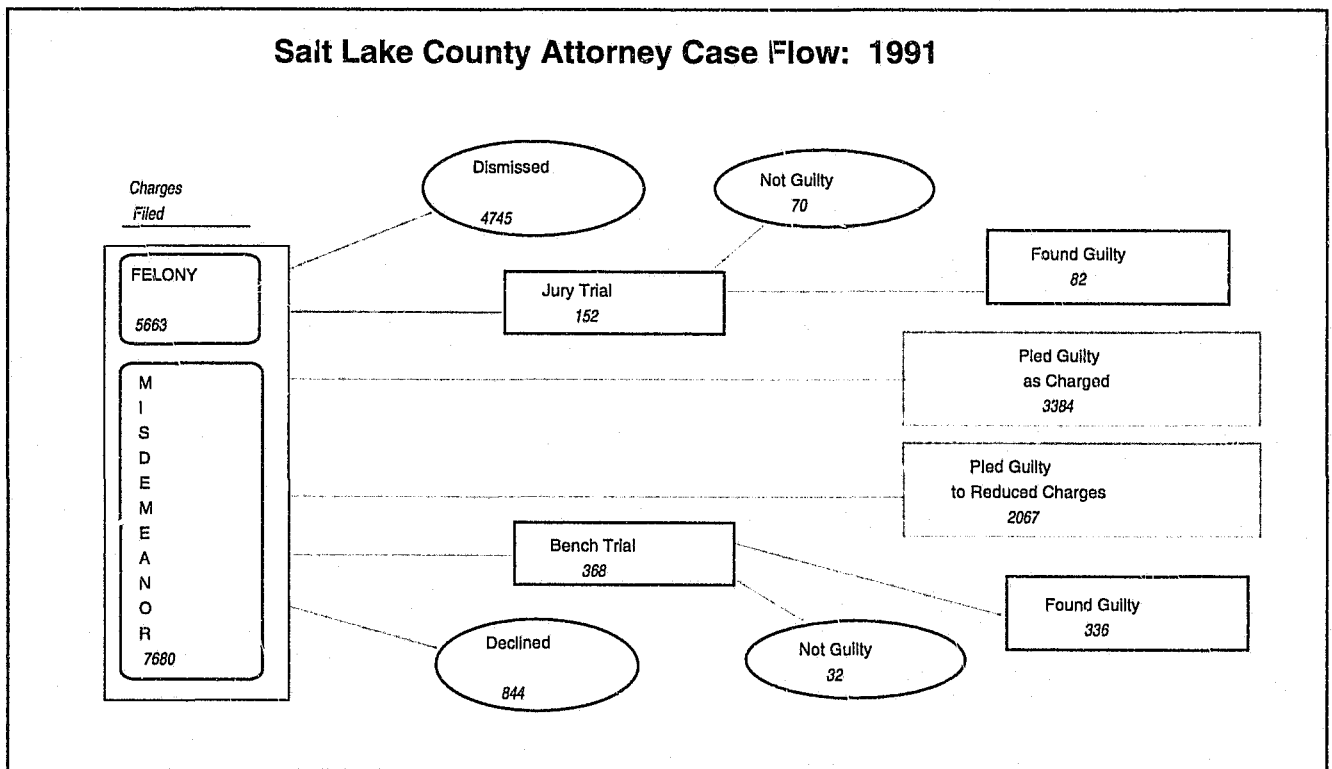 Salt Lake County Attorney Case Flow: 1991
Charges
Filed
FELONY
5663
M
I
S
D
E
M
E
A
N
O
R
7680
Dismissed
4745
Not Guilty
70
Jury Trial
152
Found Guilty
82
Pled Guilty
as Charged
3384
Pled Guilty
to Reduced Charges
2067
Bench Trial
368
Found Guilty
336
Declined
844
Not Guilty
32